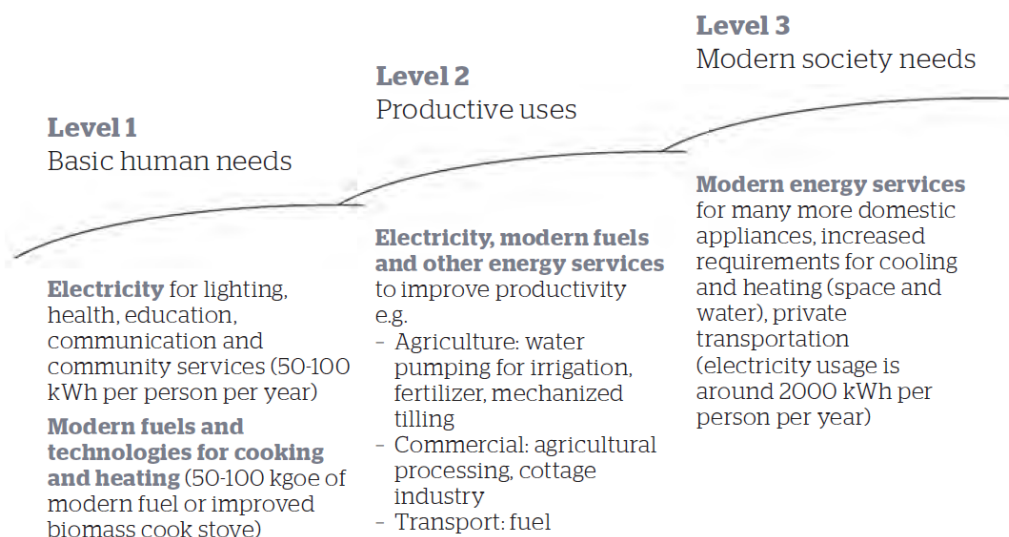 Level 1
Basic human needs
Electricity for lighting,
health, education,
communication and
community services (50-100
kWh per person per year)
Modern fuels and
technologies for cooking
and heating (50-100 kgoe of
modern fuel or improved
biomass cook stove)
Level 2
Productive uses
Electricity, modern fuels
and other energy services
to improve productivity
e.g.
- Agriculture: water
pumping for irrigation,
fertilizer, mechanized
tilling
- Commercial: agricultural
processing, cottage
industry
- Transport: fuel
Level 3
Modern society needs
Modern energy services
for many more domestic
appliances, increased
requirements for cooling
and heating (space and
water), private
transportation
(electricity usage is
around 2000 kWh per
person per year)